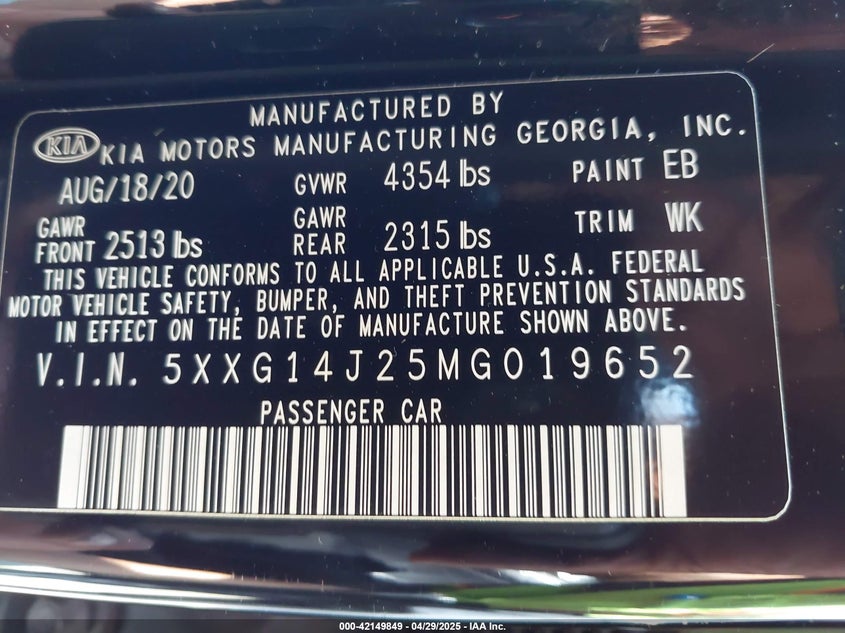 MANUFACTURED BY
KIA KIA MOTORS MANUFACTURING GEORGIA, INC.
AUG/18/20 GVWR 4354 lbs PAINT EB
GAWR FRONT 2513 lbs GAWR REAR 2315 lbs TRIM WK
THIS VEHICLE CONFORMS TO ALL APPLICABLE U.S.A. FEDERAL
MOTOR VEHICLE SAFETY, BUMPER, AND THEFT PREVENTION STANDARDS
IN EFFECT ON THE DATE OF MANUFACTURE SHOWN ABOVE.
V.I.N. 5XXG14J25MG019652
PASSENGER CAR
000-42149849 - 04/29/2025 - IAA Inc.